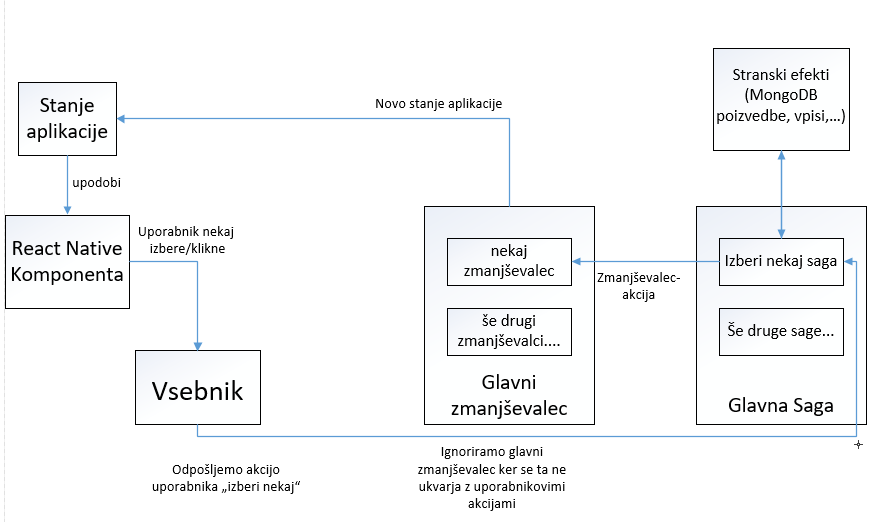 Stanje
aplikacije
Novo stanje aplikacije
Stranski efekti
(MongoDB
poizvedbe, vpisi,...)
upodobi
React Native
Komponenta
Uporabnik nekaj
izbere/klikne
nekaj
zmanjševalec
Zmanjševalec-
akcija
Izberi nekaj saga
še drugi
zmanjševalci....
Še druge sage...
Glavni
zmanjševalec
Glavna Saga
Vsebnik
Odpošljemo akcijo
uporabnika „izberi nekaj“
Ignoriramo glavni
zmanjševalec ker se ta ne
ukvarja z uporabnikovimi
akcijami